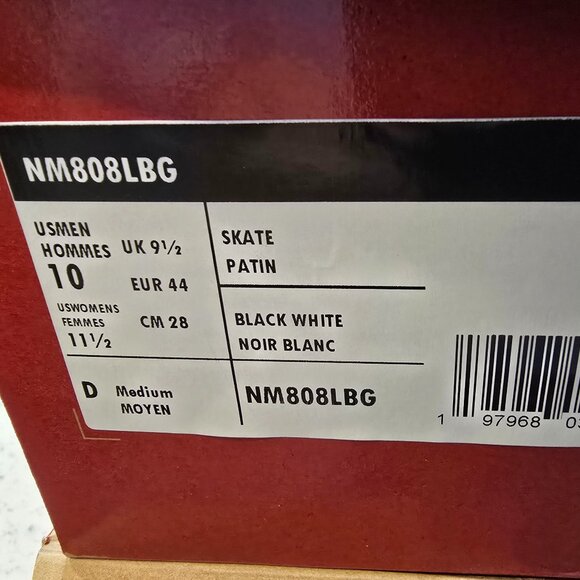 NM808LBG
USMEN
HOMMES
10
UK 9½
EUR 44
USWOMENS
FEMMES
11½
CM 28
D Medium
MOYEN
SKATE
PATIN
BLACK WHITE
NOIR BLANC
NM808LBG
1 97968 0